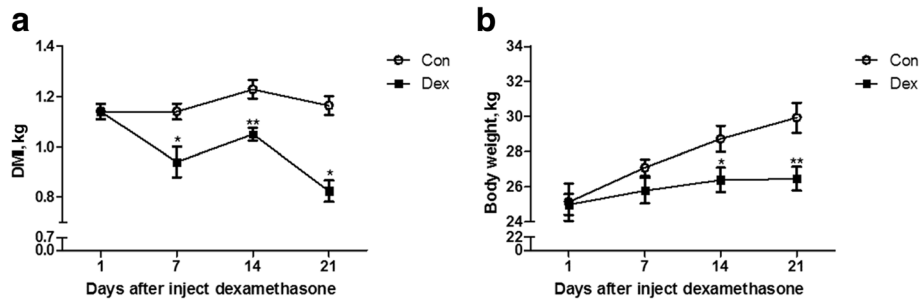 a
1.4
1.2
1.0
0.8
0.7
0.0
DMI, kg
*
**
*
Con
Dex
1 7 14 21
Days after inject dexamethasone
b
34
32
30
28
26
24
22
0
Body weight, kg
*
**
Con
Dex
1 7 14 21
Days after inject dexamethasone